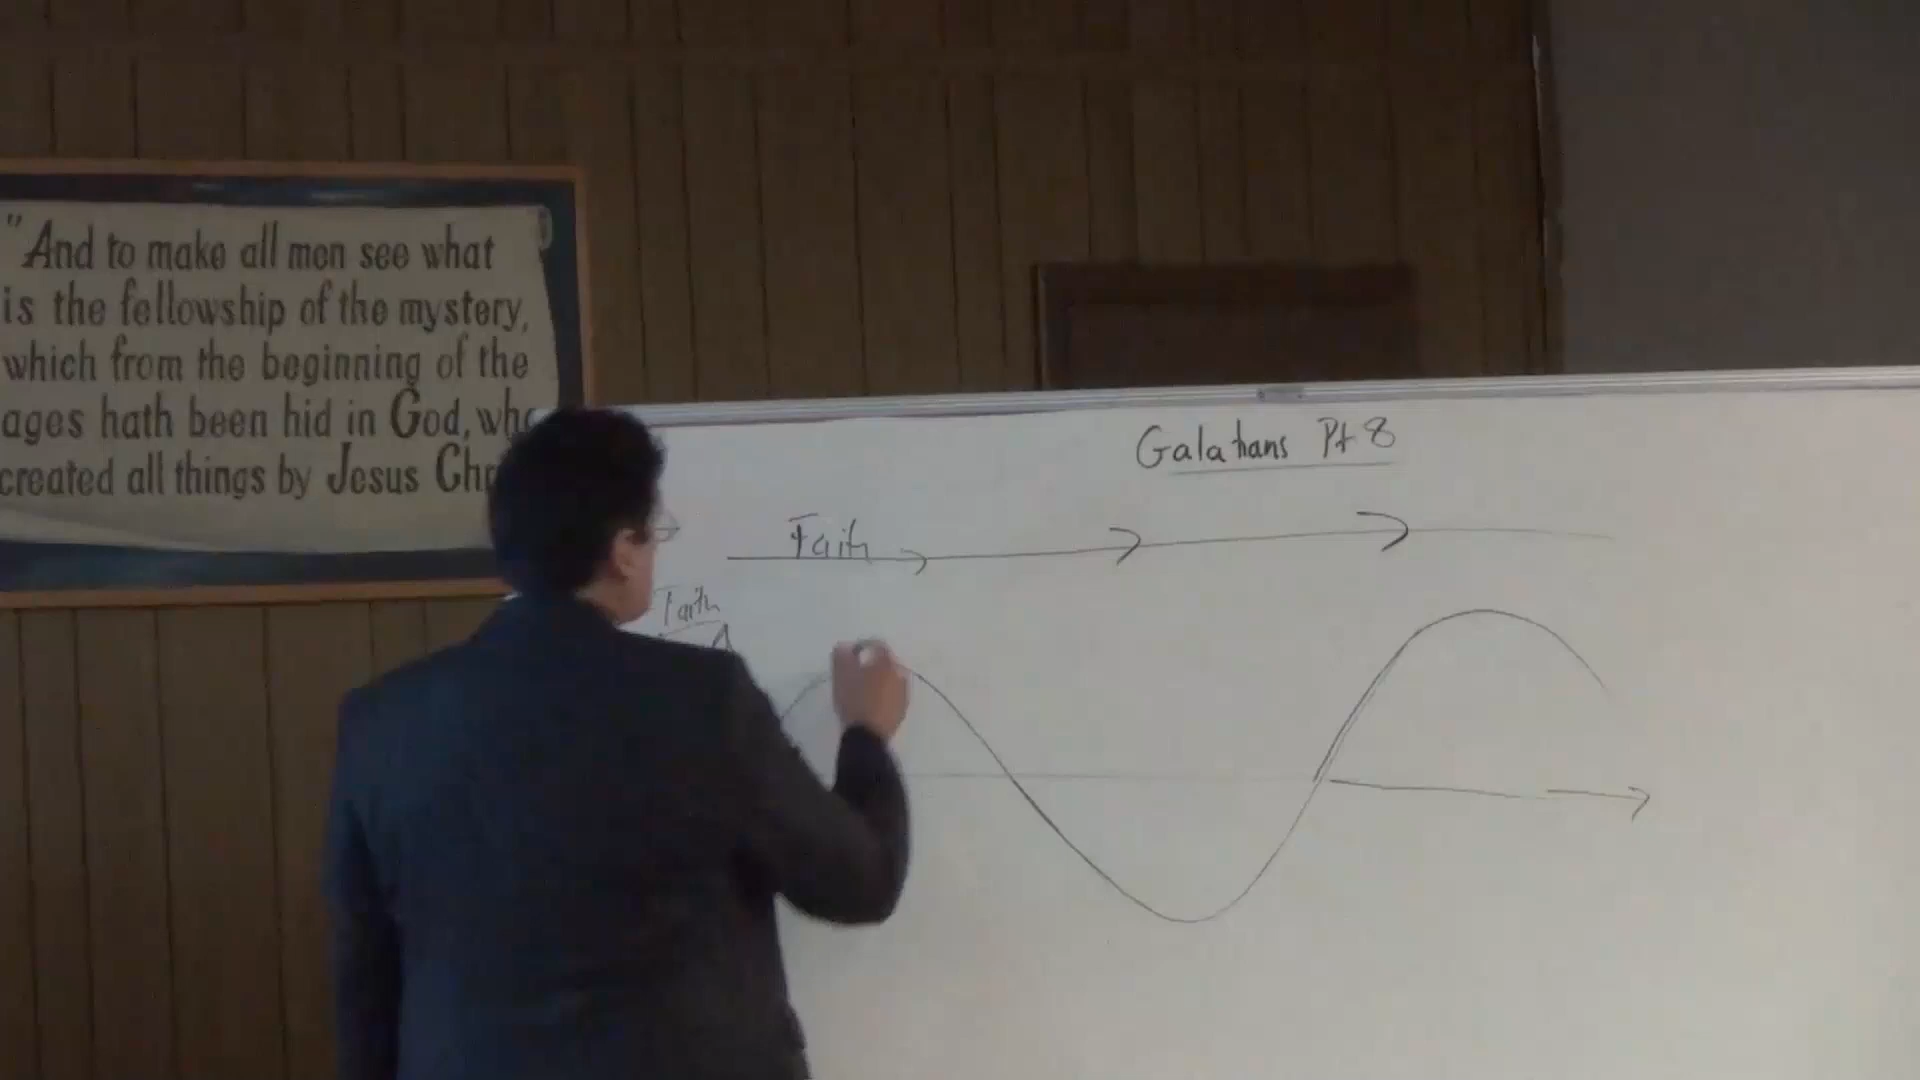 "And to make all men see what
is the fellowship of the mystery,
which from the beginning of the
ages hath been hid in God, who
created all things by Jesus Chr
Galatians Pt 8
Faith
Faith